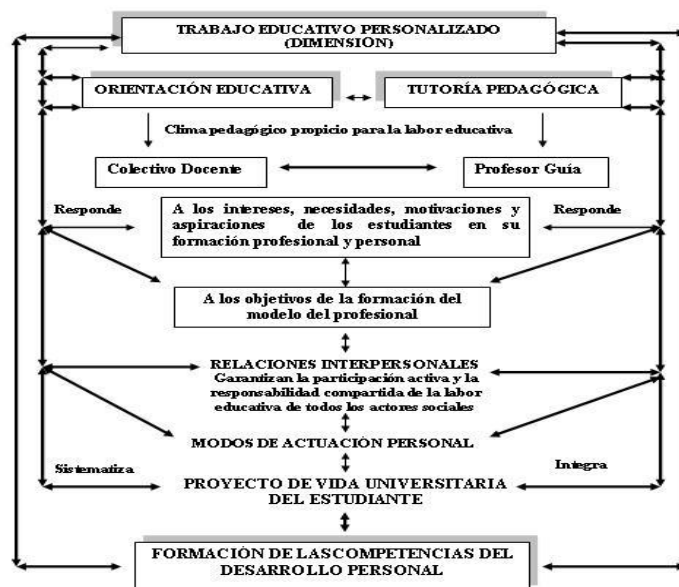 TRABAJO EDUCATIVO PERSONALIZADO
(DIMENSIÓN)
ORIENTACIÓN EDUCATIVA
TUTORÍA PEDAGÓGICA
Clima pedagógico propicio para la labor educativa
Colectivo Docente
Profesor Guía
Responde
A los intereses, necesidades, motivaciones y
aspiraciones de los estudiantes en su
formación profesional y personal
Responde
A los objetivos de la formación del
modelo del profesional
RELACIONES INTERPERSONALES
Garantizan la participación activa y la
responsabilidad compartida de la labor
educativa de todos los actores sociales
MODOS DE ACTUACIÓN PERSONAL
Sistematiza
Integra
PROYECTO DE VIDA UNIVERSITARIA
DEL ESTUDIANTE
FORMACIÓN DE LASCOMPETENCIAS DEL
DESARROLLO PERSONAL